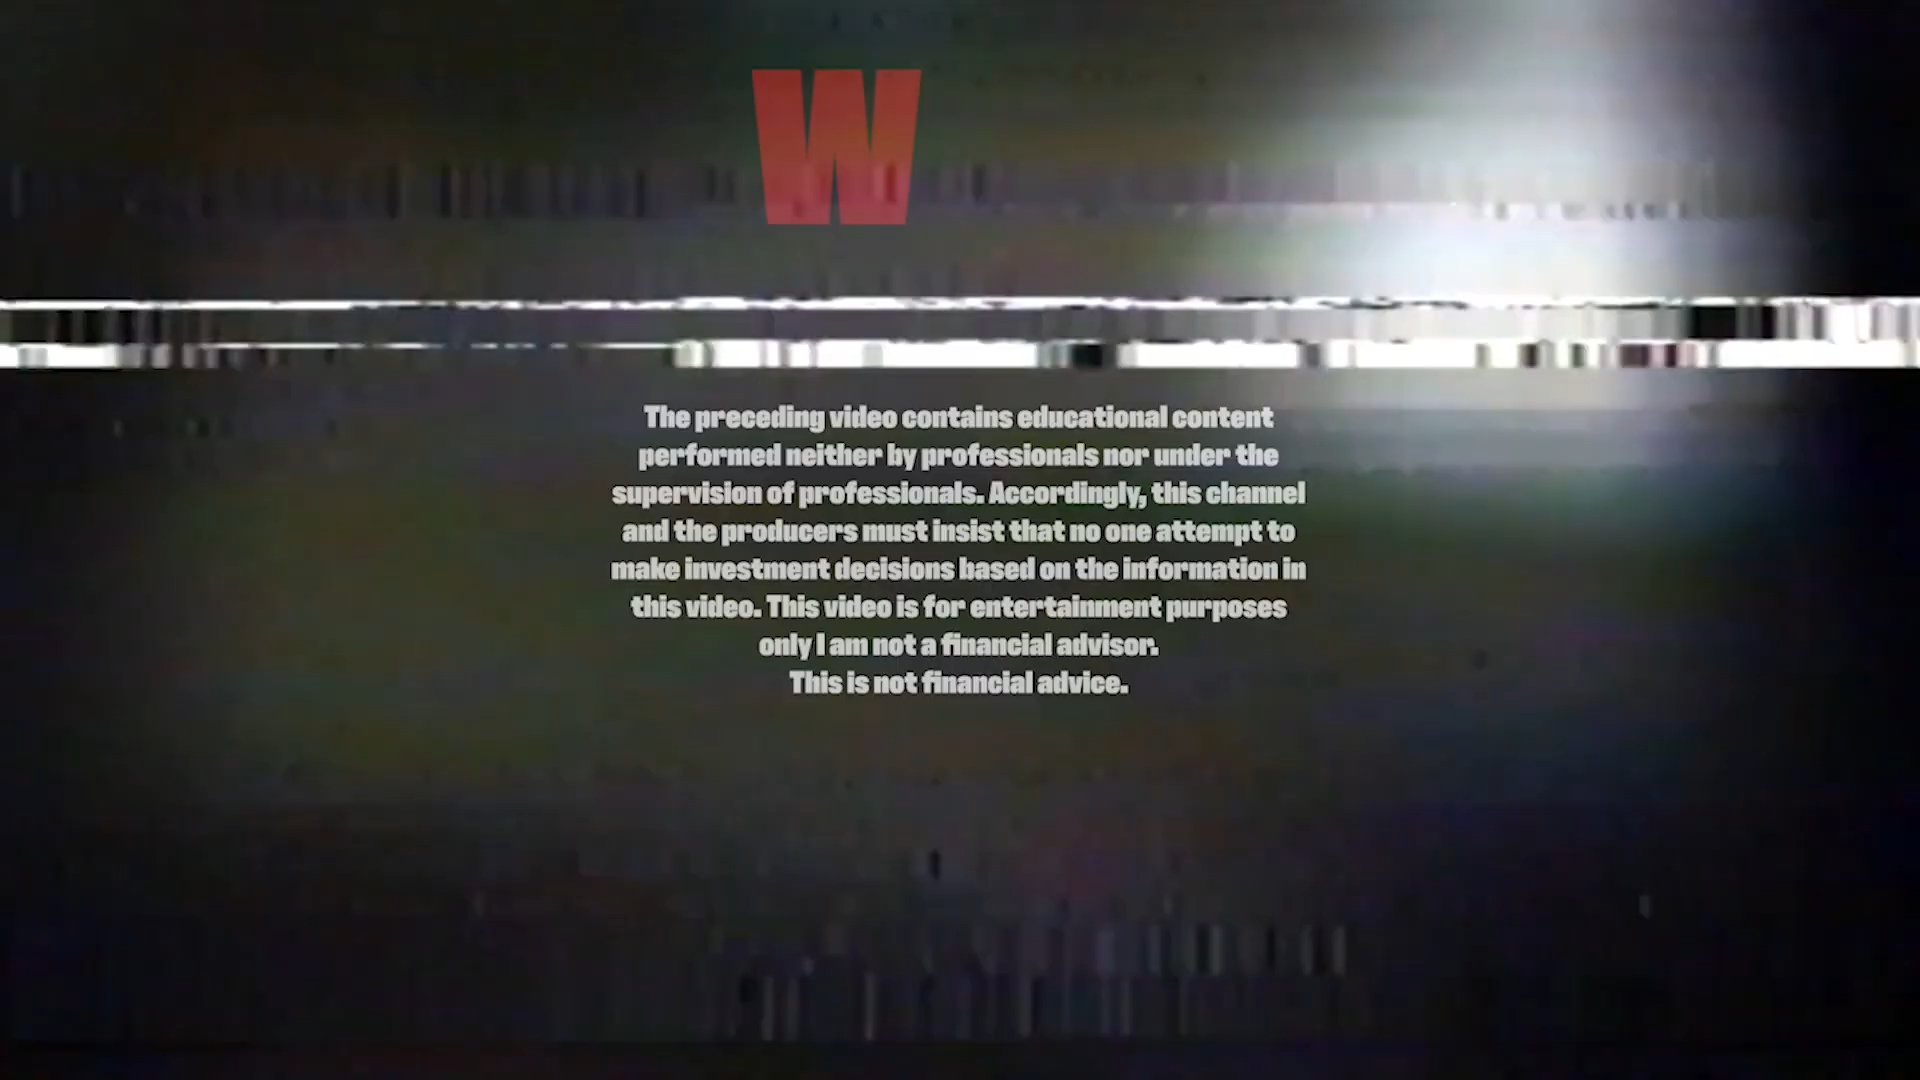 W
The preceding video contains educational content
performed neither by professionals nor under the
supervision of professionals. Accordingly, this channel
and the producers must insist that no one attempt to
make investment decisions based on the information in
this video. This video is for entertainment purposes
only I am not a financial advisor.
This is not financial advice.